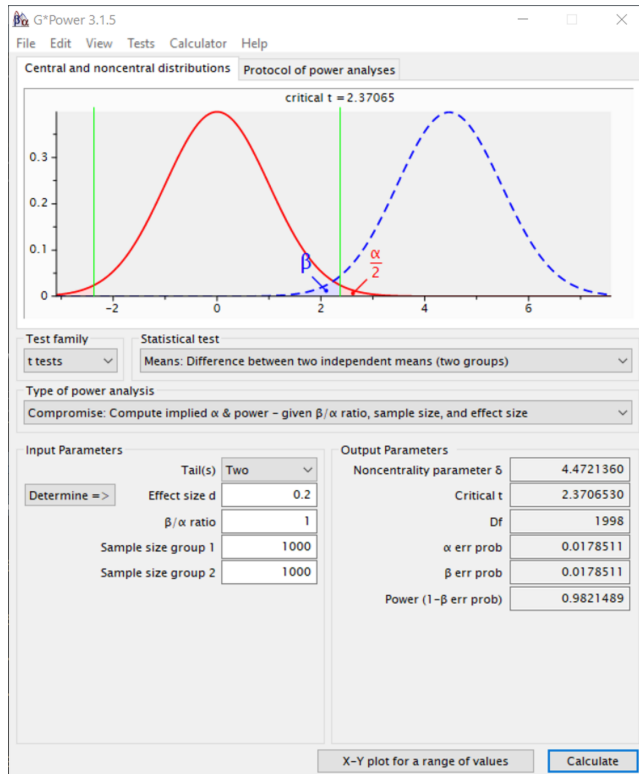 G*Power 3.1.5
File Edit View Tests Calculator Help
Central and noncentral distributions Protocol of power analyses
critical t = 2.37065
0.3
0.2
0.1
0
-2 0 2 4 6
β
α
2
Test family Statistical test
t tests Means: Difference between two independent means (two groups)
Type of power analysis
Compromise: Compute implied α & power - given β/α ratio, sample size, and effect size
Input Parameters Output Parameters
Tail(s) Two Noncentrality parameter δ 4.4721360
Determine => Effect size d 0.2 Critical t 2.3706530
β/α ratio 1 Df 1998
Sample size group 1 1000 α err prob 0.0178511
Sample size group 2 1000 β err prob 0.0178511
Power (1-β err prob) 0.9821489
X-Y plot for a range of values Calculate